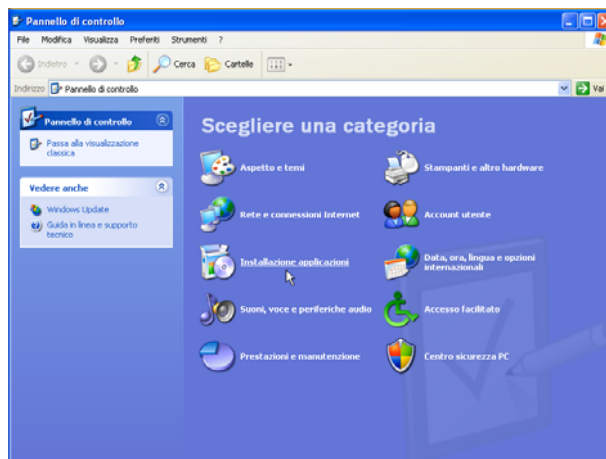 Pannello di controllo
File Modifica Visualizza Preferiti Strumenti ?
Indietro Cerca Cartelle
Indirizzo Pannello di controllo Vai
Pannello di controllo
Passa alla visualizzazione
classica
Vedere anche
Windows Update
Guida in linea e supporto
tecnico
Scegliere una categoria
Aspetto e temi
Stampanti e altro hardware
Rete e connessioni Internet
Account utente
Installazione applicazioni
Data, ora, lingua e opzioni
internazionali
Suoni, voce e periferiche audio
Accesso facilitato
Prestazioni e manutenzione
Centro sicurezza PC